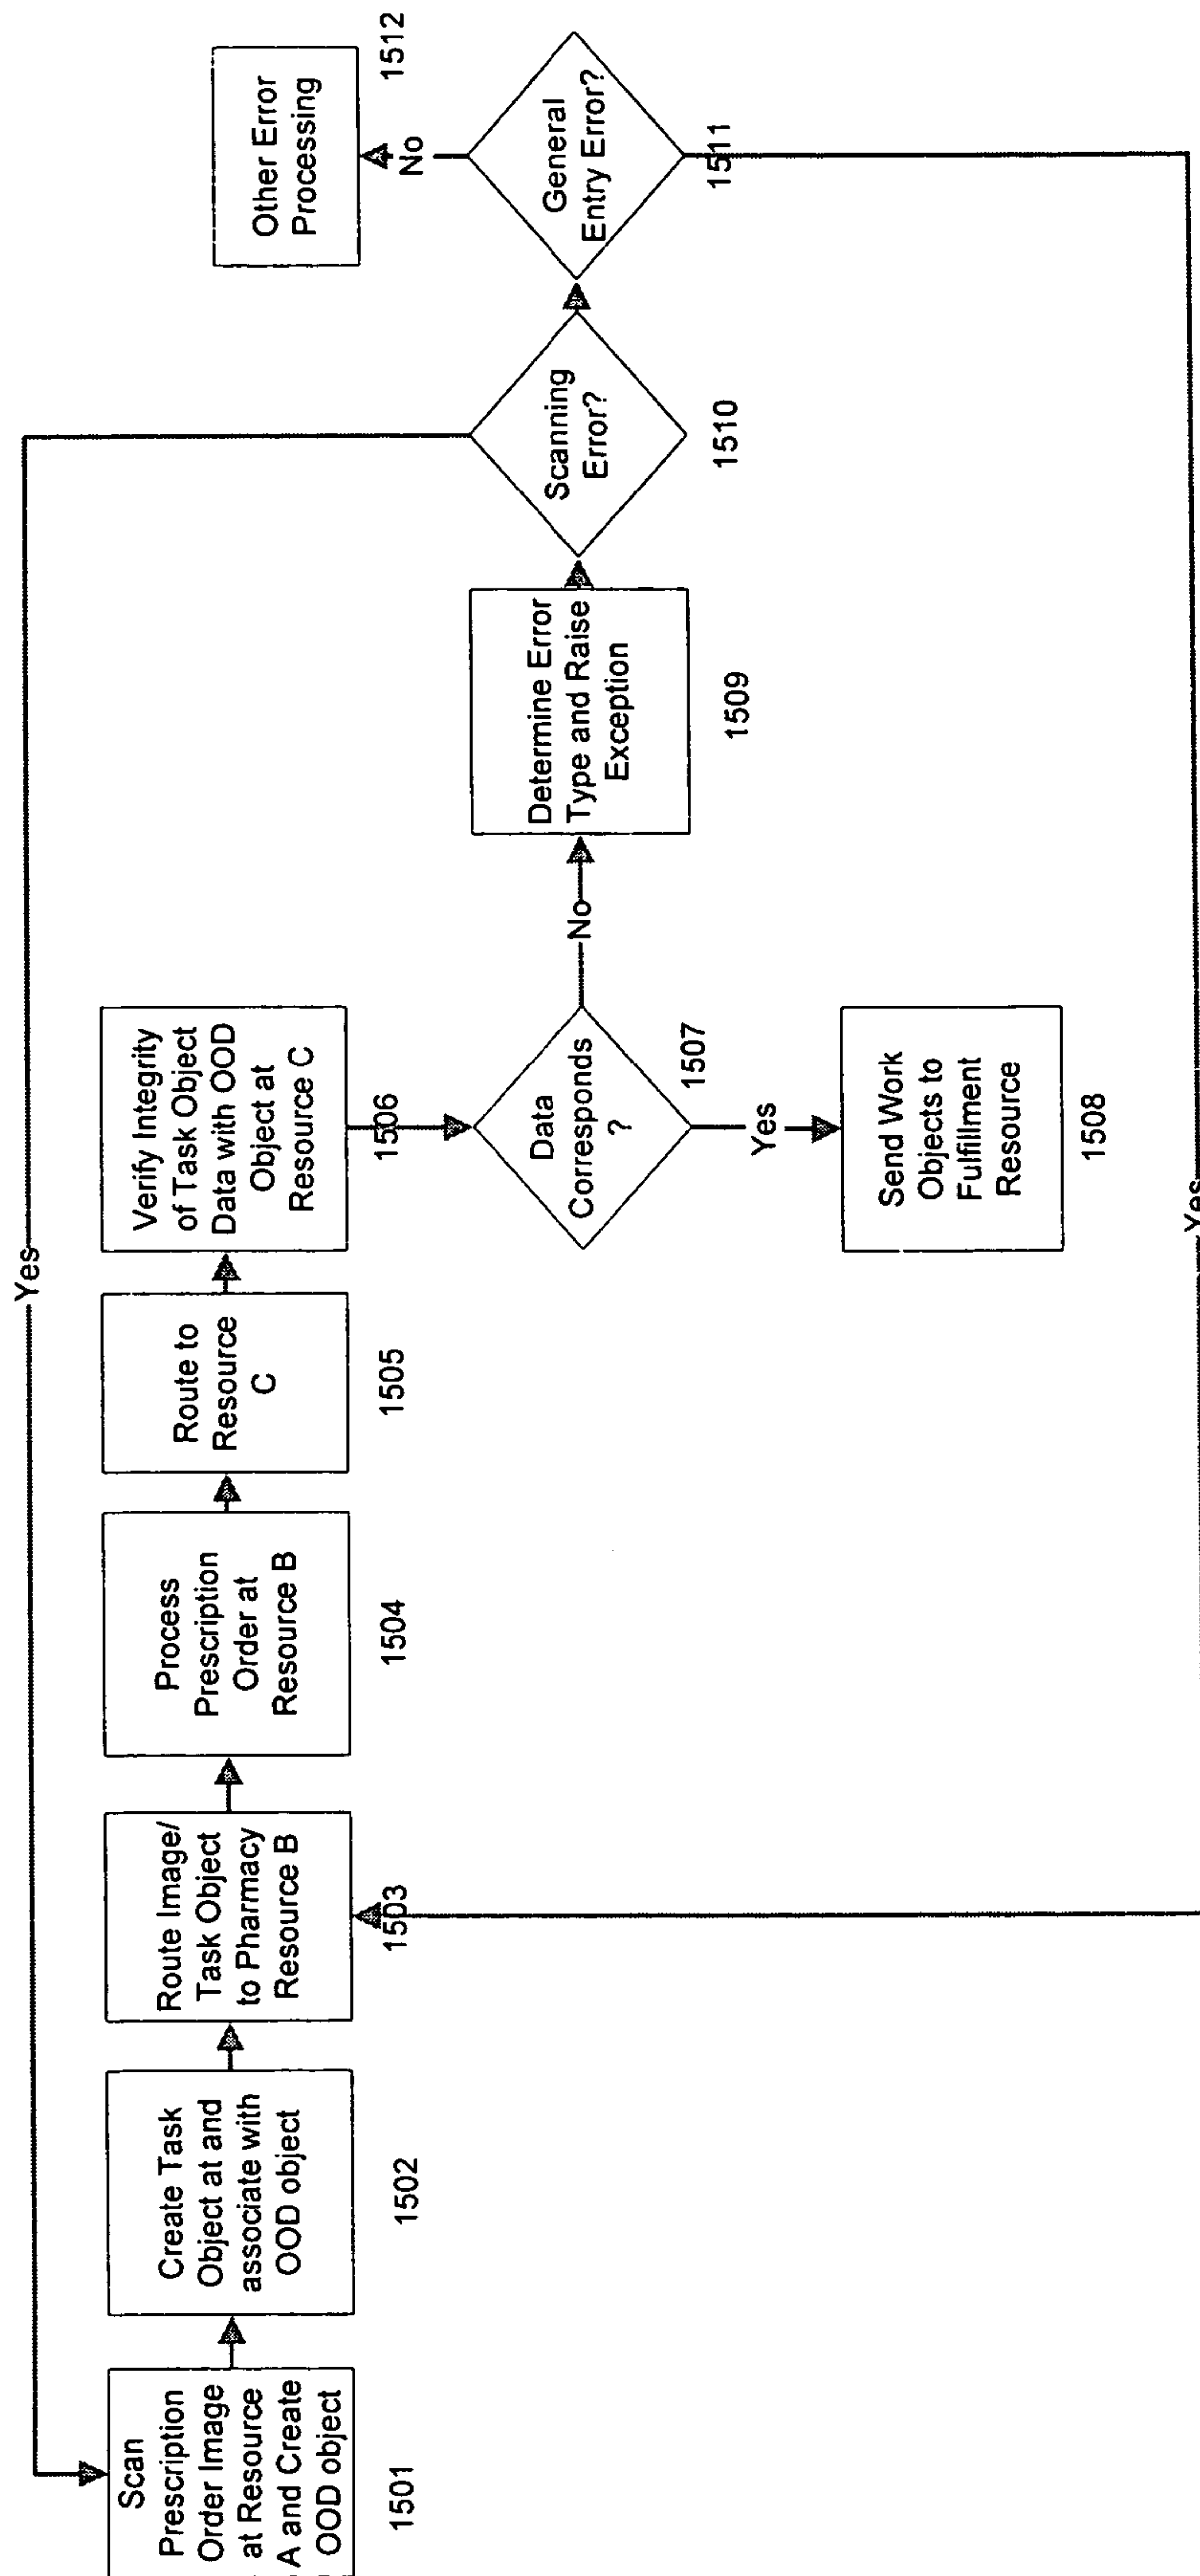 Scan
Prescription
Order Image
at Resource
A and Create
OOD object
1501
Create Task
Object at and
associate with
OOD object
1502
Route Image/
Task Object
to Pharmacy
Resource B
1503
Process
Prescription
Order at
Resource B
1504
Route to
Resource
C
1505
Verify Integrity
of Task Object
Data with OOD
Object at
Resource C
1506
Data
Corresponds
?
1507
Yes
Send Work
Objects to
Fulfillment
Resource
1508
No
Determine Error
Type and Raise
Exception
1509
Scanning
Error?
1510
Yes
General
Entry Error?
1511
No
Other Error
Processing
1512
Yes